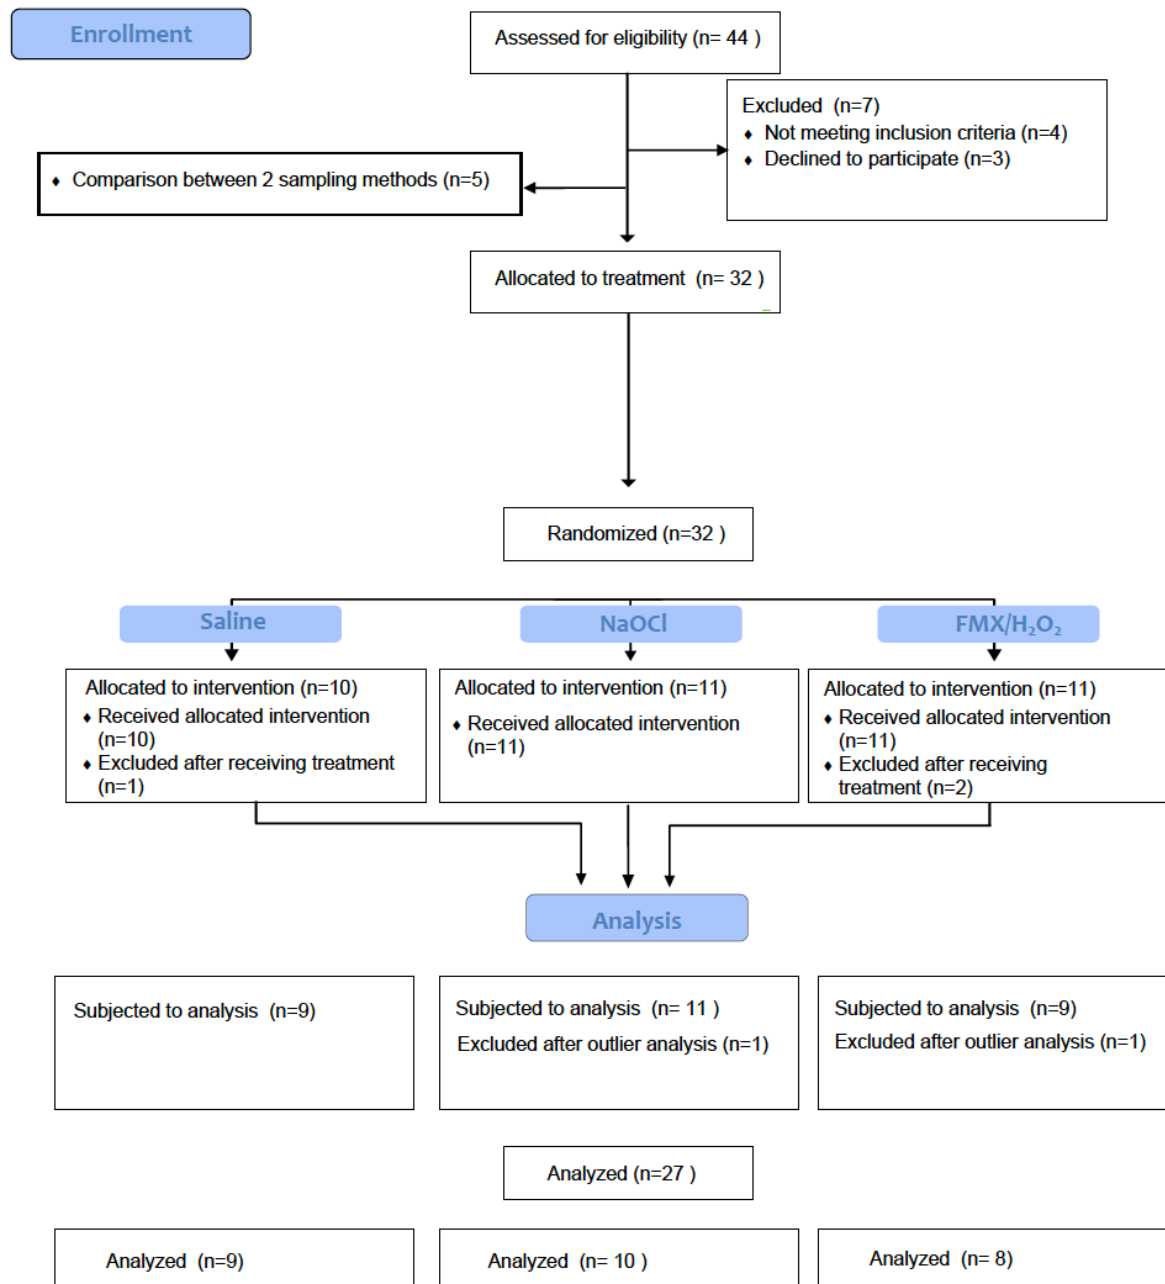 Enrollment
Assessed for eligibility (n= 44 )
Excluded (n=7)
♦ Not meeting inclusion criteria (n=4)
♦ Declined to participate (n=3)
♦ Comparison between 2 sampling methods (n=5)
Allocated to treatment (n= 32 )
Randomized (n=32 )
Saline
NaOCl
FMX/H₂O₂
Allocated to intervention (n=10)
♦ Received allocated intervention
(n=10)
♦ Excluded after receiving treatment
(n=1)
Allocated to intervention (n=11)
♦ Received allocated intervention
(n=11)
Allocated to intervention (n=11)
♦ Received allocated intervention
(n=11)
♦ Excluded after receiving
treatment (n=2)
Analysis
Subjected to analysis (n=9)
Subjected to analysis (n= 11 )
Excluded after outlier analysis (n=1)
Subjected to analysis (n=9)
Excluded after outlier analysis (n=1)
Analyzed (n=27 )
Analyzed (n=9)
Analyzed (n= 10 )
Analyzed (n= 8)